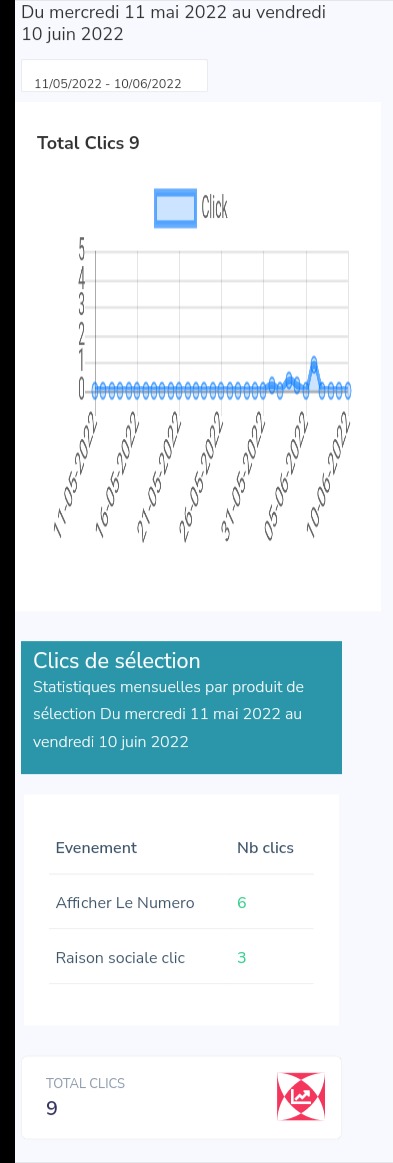 Du mercredi 11 mai 2022 au vendredi
10 juin 2022
11/05/2022 - 10/06/2022
Total Clics 9
Click
5
4
3
2
1
0
11-05-2022
16-05-2022
21-05-2022
26-05-2022
31-05-2022
05-06-2022
10-06-2022
Clics de sélection
Statistiques mensuelles par produit de
sélection Du mercredi 11 mai 2022 au
vendredi 10 juin 2022
Evenement Nb clics
Afficher Le Numero 6
Raison sociale clic 3
TOTAL CLICS
9